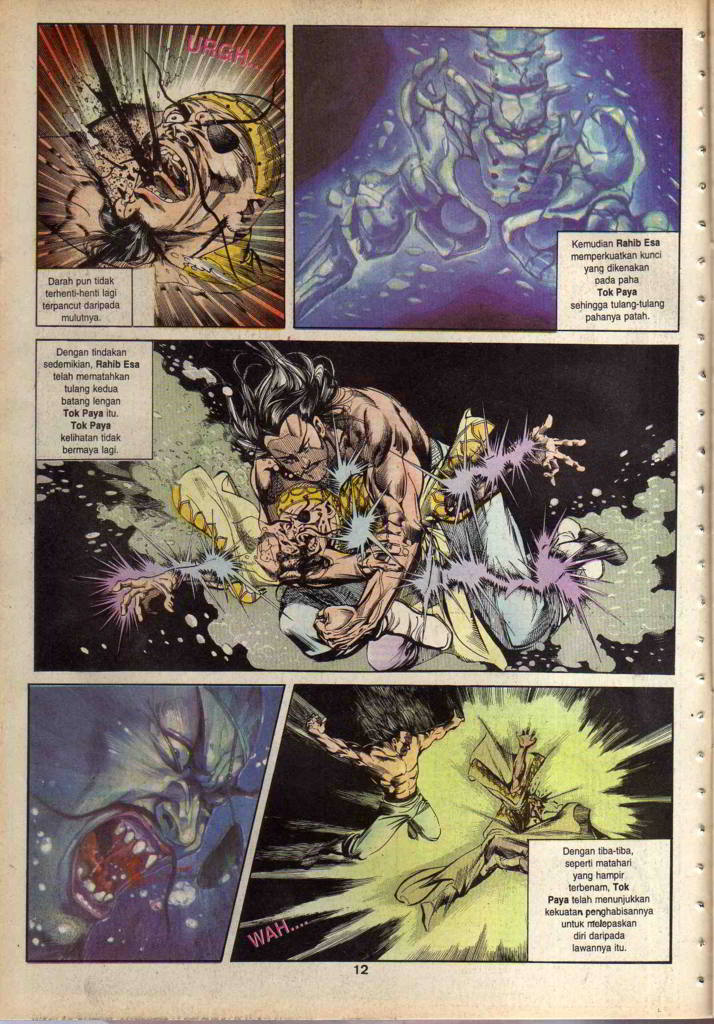 URGH...
Darah pun tidak
terhenti-henti lagi
terpancut daripada
mulutnya.
Kemudian Rahib Esa
memperkuatkan kunci
yang dikenakan
pada paha
Tok Paya
sehingga tulang-tulang
pahanya patah.
Dengan tindakan
sedemikian, Rahib Esa
telah mematahkan
tulang kedua
batang lengan
Tok Paya itu.
Tok Paya
kelihatan tidak
bermaya lagi.
WAH....
Dengan tiba-tiba,
seperti matahari
yang hampir
terbenam, Tok
Paya telah menunjukkan
kekuatan penghabisannya
untuk melepaskan
diri daripada
lawannya itu.
12